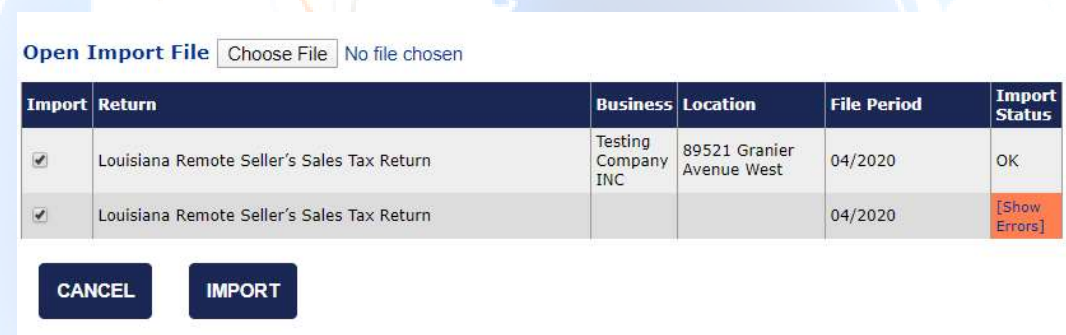 Open Import File Choose File No file chosen
Import Return Business Location File Period Import Status
Louisiana Remote Seller's Sales Tax Return Testing Company INC 89521 Granier Avenue West 04/2020 OK
Louisiana Remote Seller's Sales Tax Return 04/2020 [Show Errors]
CANCEL IMPORT